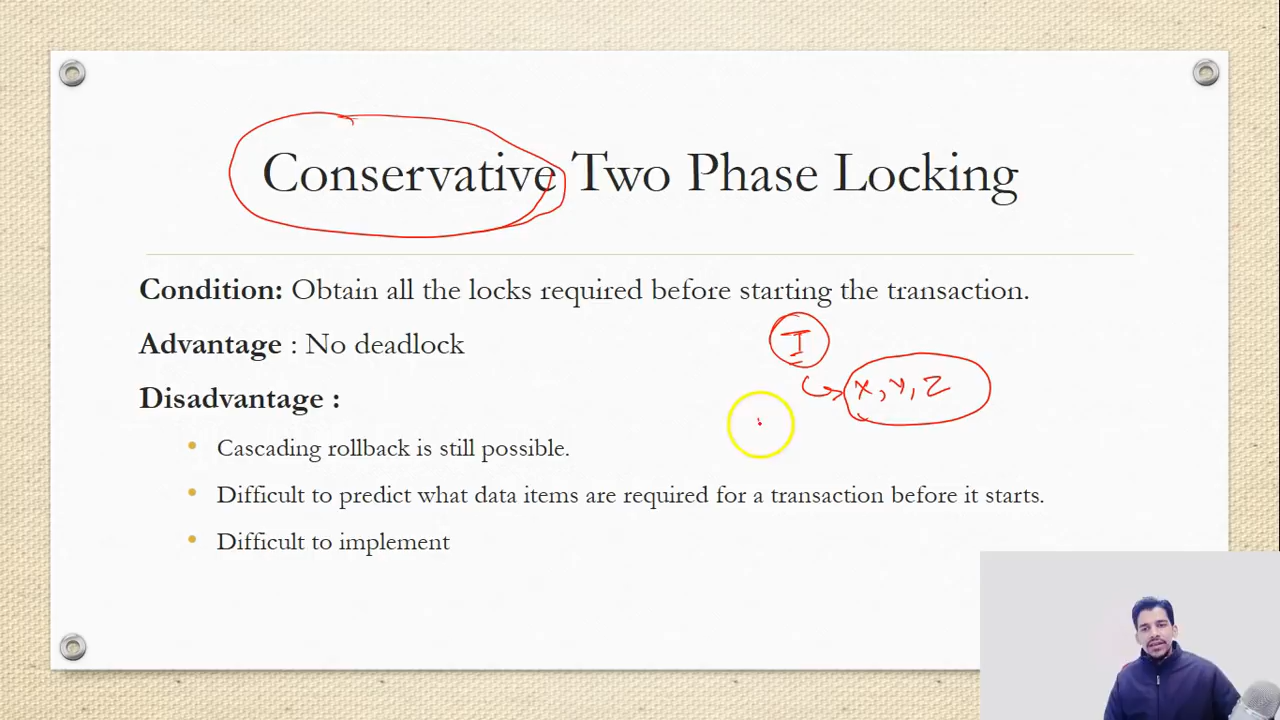 Conservative Two Phase Locking
Condition: Obtain all the locks required before starting the transaction.
Advantage : No deadlock
I
Disadvantage :
x, y, z
Cascading rollback is still possible.
Difficult to predict what data items are required for a transaction before it starts.
Difficult to implement